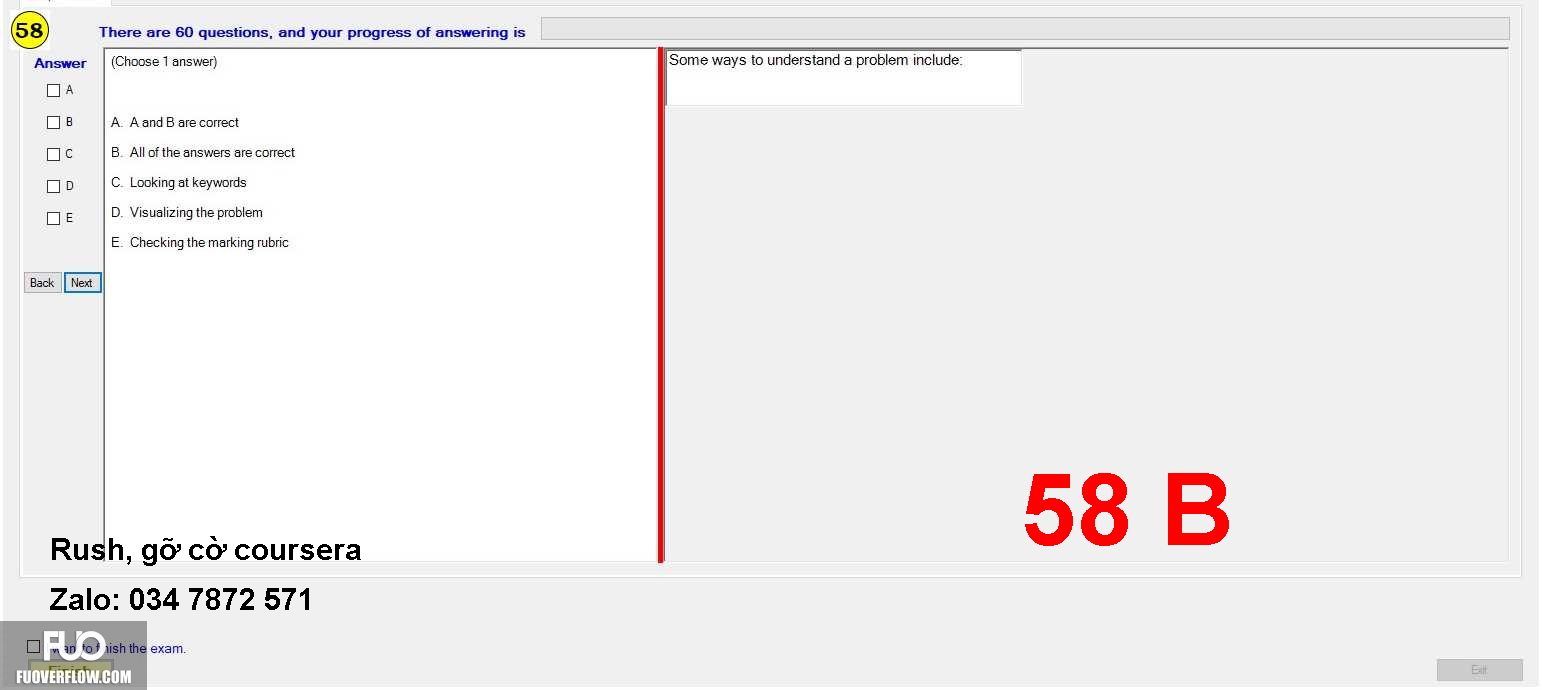 58
There are 60 questions, and your progress of answering is
Answer
(Choose 1 answer)
Some ways to understand a problem include:
A
B
C
D
E
A. A and B are correct
B. All of the answers are correct
C. Looking at keywords
D. Visualizing the problem
E. Checking the marking rubric
Back Next
58 B
Rush, gỡ cờ coursera
Zalo: 034 7872 571
FUO
want to finish the exam.
Finish
FUOVERFLOW.COM
Exit